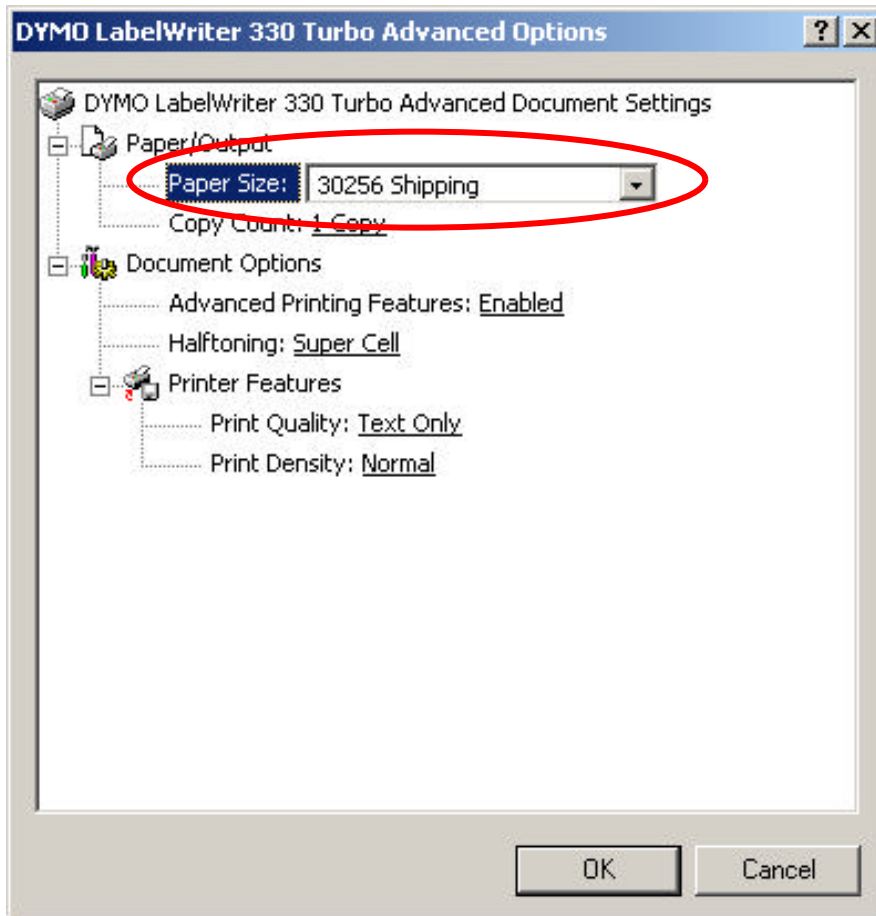 DYMO LabelWriter 330 Turbo Advanced Options
DYMO LabelWriter 330 Turbo Advanced Document Settings
Paper/Output
Paper Size: 30256 Shipping
Copy Count: 1 Copy
Document Options
Advanced Printing Features: Enabled
Halftoning: Super Cell
Printer Features
Print Quality: Text Only
Print Density: Normal
OK Cancel